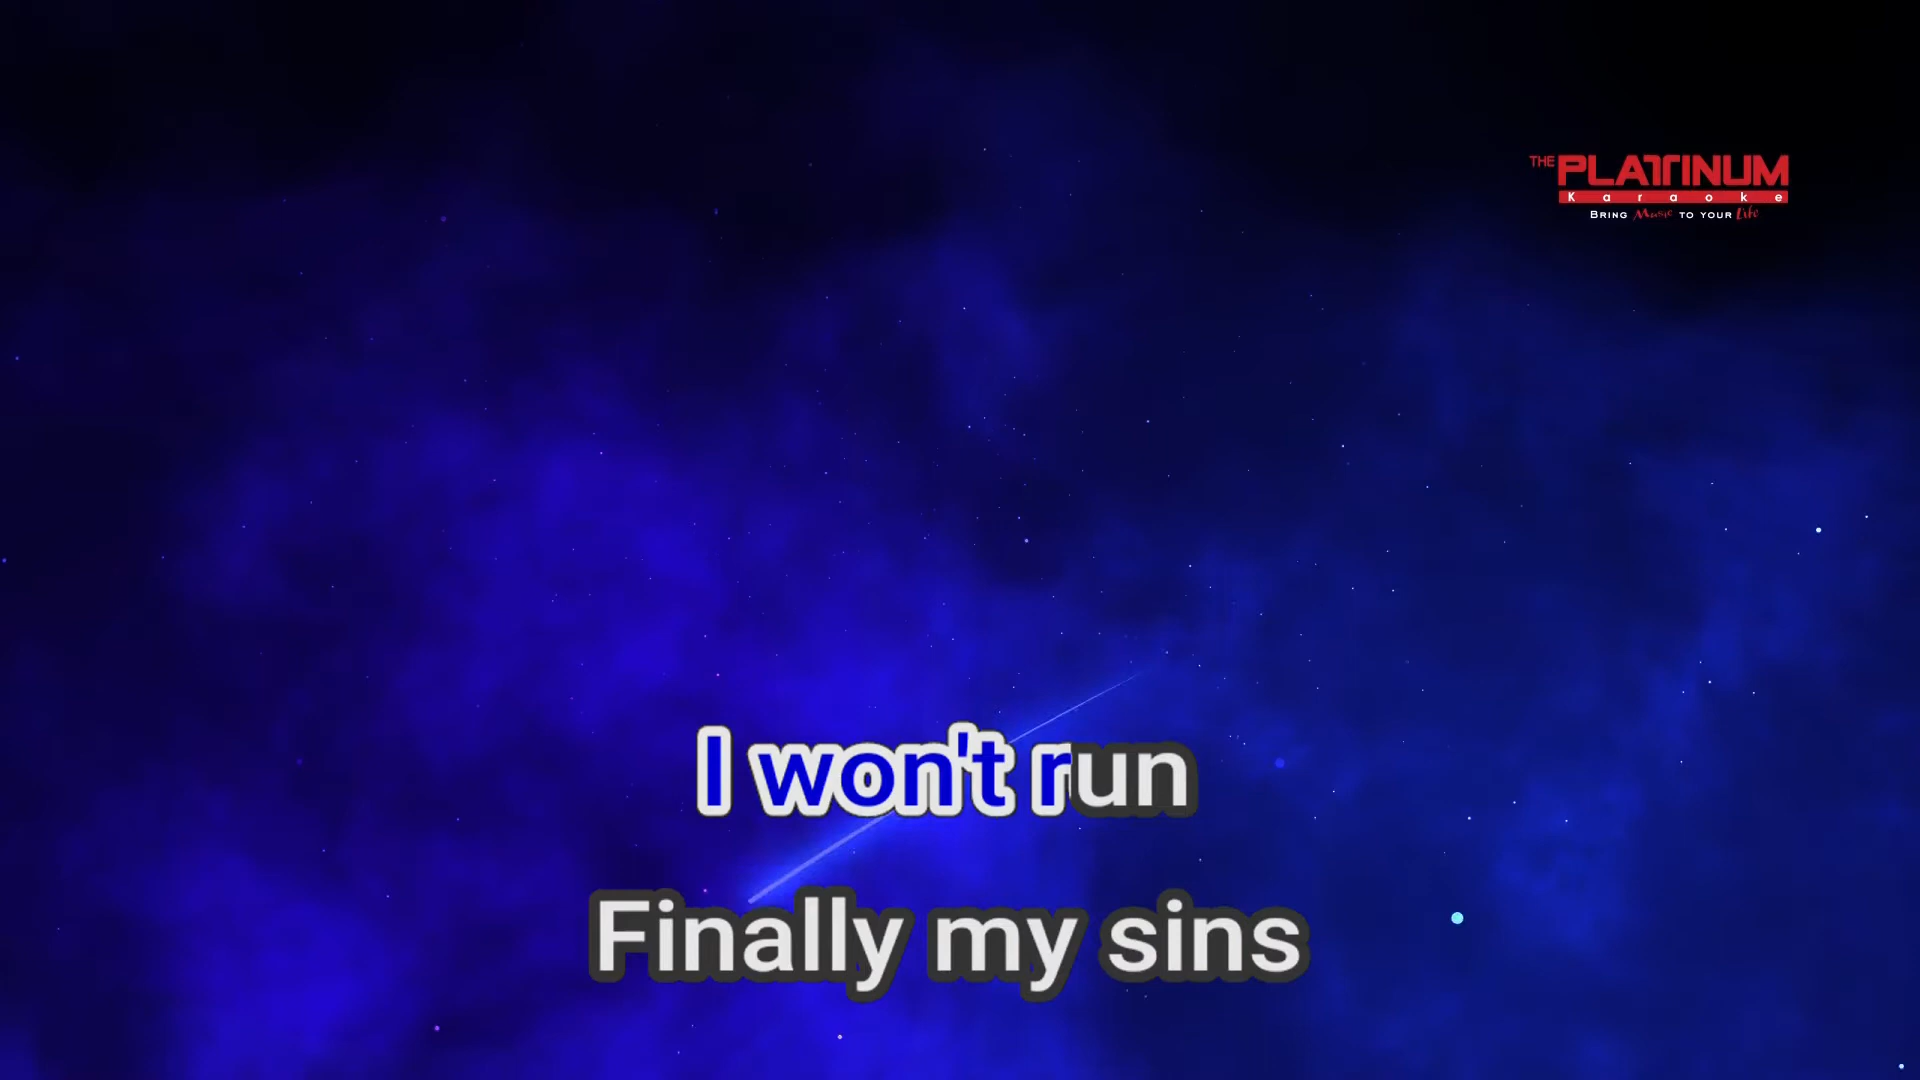 THE PLATINUM
Karaoke
BRING Music TO YOUR Life
I won't run
Finally my sins